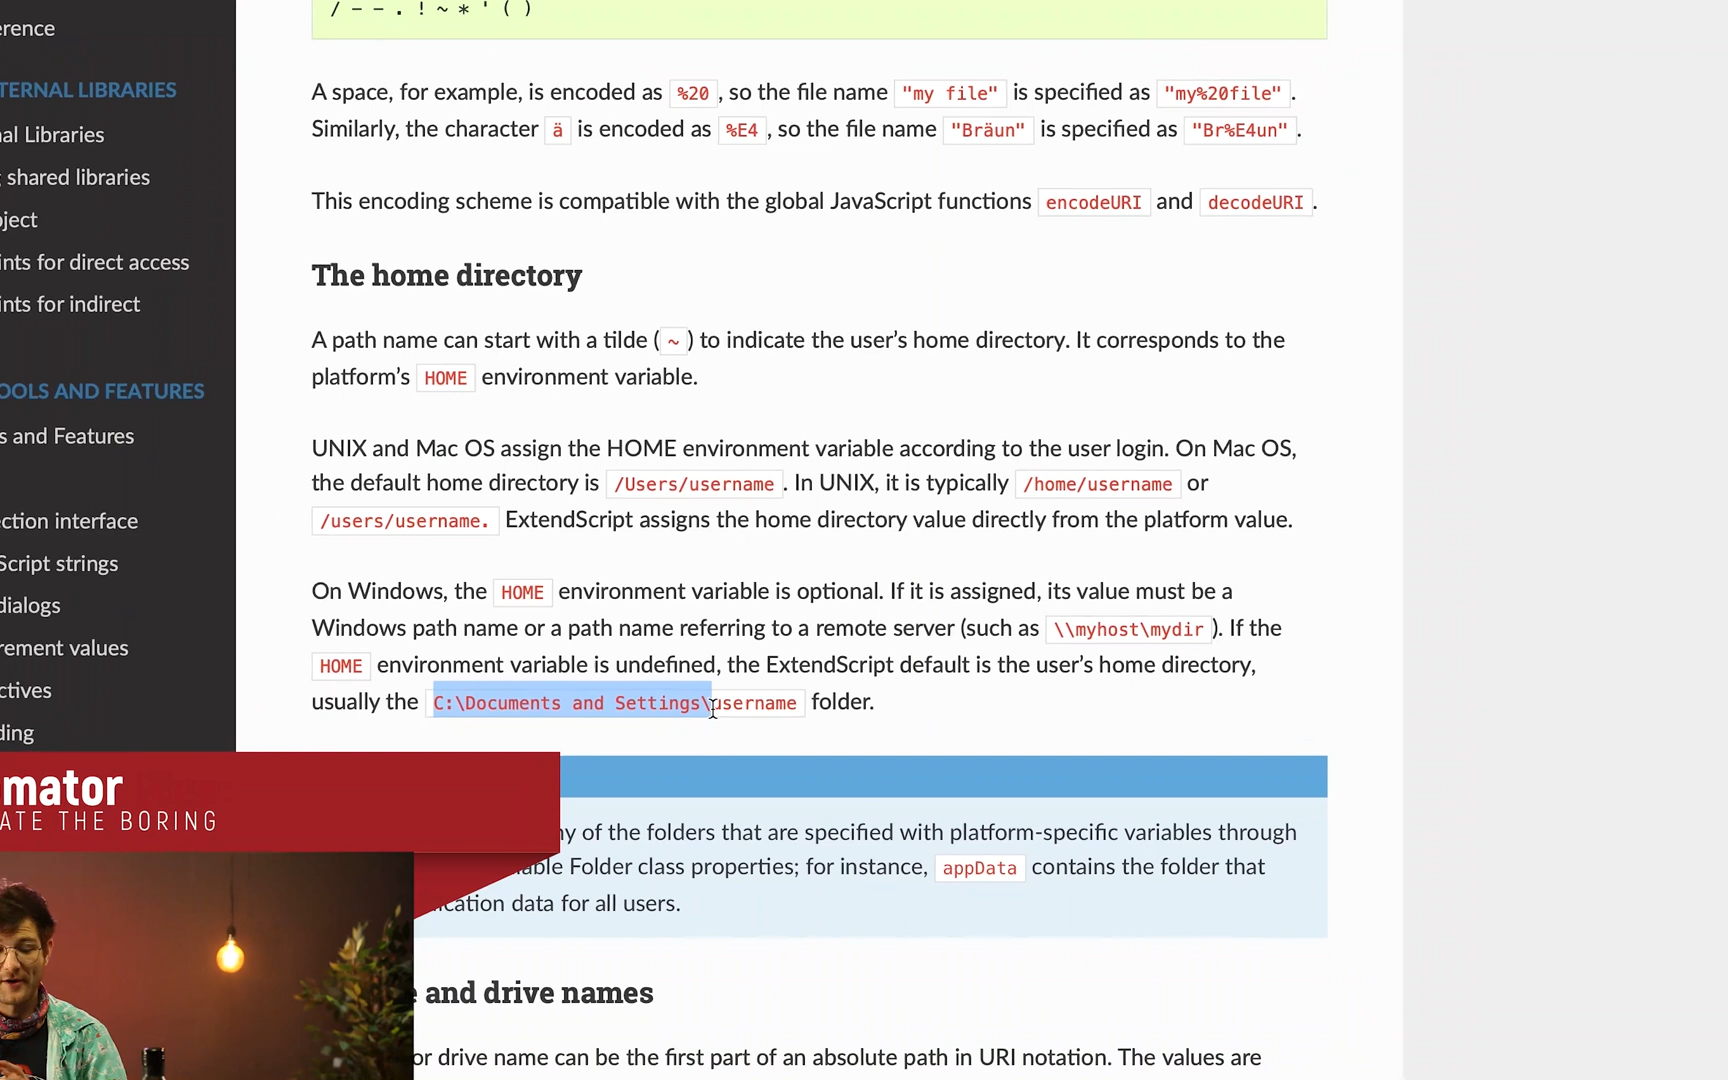 / - - . ! ~ * ' ( )
erence
TERNAL LIBRARIES
al Libraries
shared libraries
ject
ints for direct access
ints for indirect
OOLS AND FEATURES
s and Features
ction interface
Script strings
dialogs
rement values
ctives
ding
A space, for example, is encoded as %20 , so the file name "my file" is specified as "my%20file" .
Similarly, the character ä is encoded as %E4 , so the file name "Bräun" is specified as "Br%E4un" .
This encoding scheme is compatible with the global JavaScript functions encodeURI and decodeURI .
The home directory
A path name can start with a tilde ( ~ ) to indicate the user’s home directory. It corresponds to the
platform’s HOME environment variable.
UNIX and Mac OS assign the HOME environment variable according to the user login. On Mac OS,
the default home directory is /Users/username . In UNIX, it is typically /home/username or
/users/username. ExtendScript assigns the home directory value directly from the platform value.
On Windows, the HOME environment variable is optional. If it is assigned, its value must be a
Windows path name or a path name referring to a remote server (such as \\myhost\mydir ). If the
HOME environment variable is undefined, the ExtendScript default is the user’s home directory,
usually the C:\Documents and Settings\username folder.
mator
ATE THE BORING
ny of the folders that are specified with platform-specific variables through
able Folder class properties; for instance, appData contains the folder that
ication data for all users.
e and drive names
or drive name can be the first part of an absolute path in URI notation. The values are